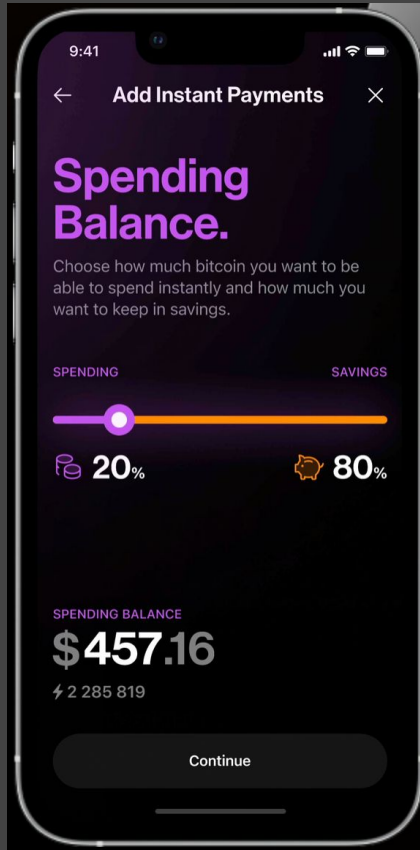 9:41
Add Instant Payments
Spending
Balance.
Choose how much bitcoin you want to be
able to spend instantly and how much you
want to keep in savings.
SPENDING SAVINGS
20% 80%
SPENDING BALANCE
$457.16
2 285 819
Continue